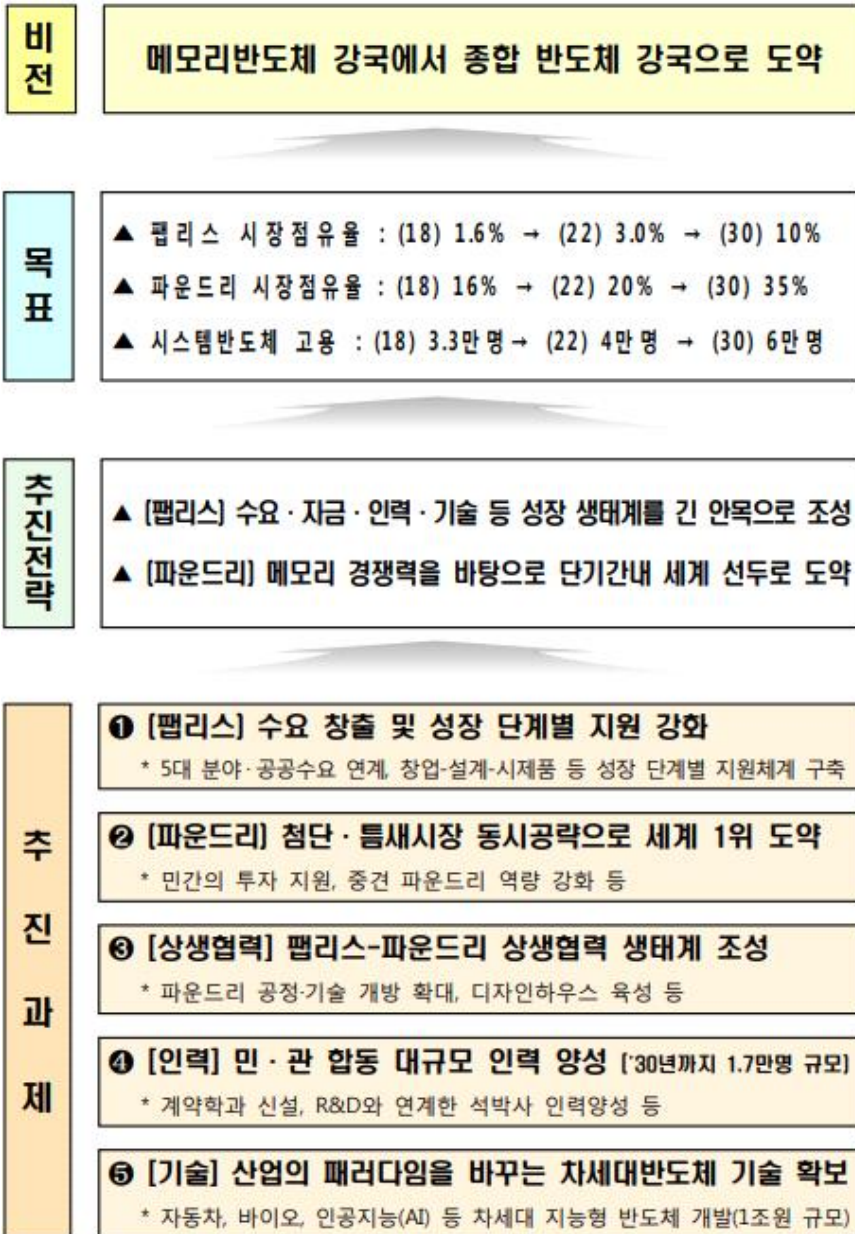 비전
메모리반도체 강국에서 종합 반도체 강국으로 도약
목표
▲ 팹리스 시장점유율 : (18) 1.6% → (22) 3.0% → (30) 10%
▲ 파운드리 시장점유율 : (18) 16% → (22) 20% → (30) 35%
▲ 시스템반도체 고용 : (18) 3.3만명 → (22) 4만명 → (30) 6만명
추진전략
▲ [팹리스] 수요·자금·인력·기술 등 성장 생태계를 긴 안목으로 조성
▲ [파운드리] 메모리 경쟁력을 바탕으로 단기간내 세계 선두로 도약
추진과제
❶ [팹리스] 수요 창출 및 성장 단계별 지원 강화
* 5대 분야·공공수요 연계, 창업-설계-시제품 등 성장 단계별 지원체계 구축
❷ [파운드리] 첨단·틈새시장 동시공략으로 세계 1위 도약
* 민간의 투자 지원, 중견 파운드리 역량 강화 등
❸ [상생협력] 팹리스-파운드리 상생협력 생태계 조성
* 파운드리 공정·기술 개방 확대, 디자인하우스 육성 등
❹ [인력] 민·관 합동 대규모 인력 양성 ('30년까지 1.7만명 규모)
* 계약학과 신설, R&D와 연계한 석박사 인력양성 등
❺ [기술] 산업의 패러다임을 바꾸는 차세대반도체 기술 확보
* 자동차, 바이오, 인공지능(AI) 등 차세대 지능형 반도체 개발(1조원 규모)